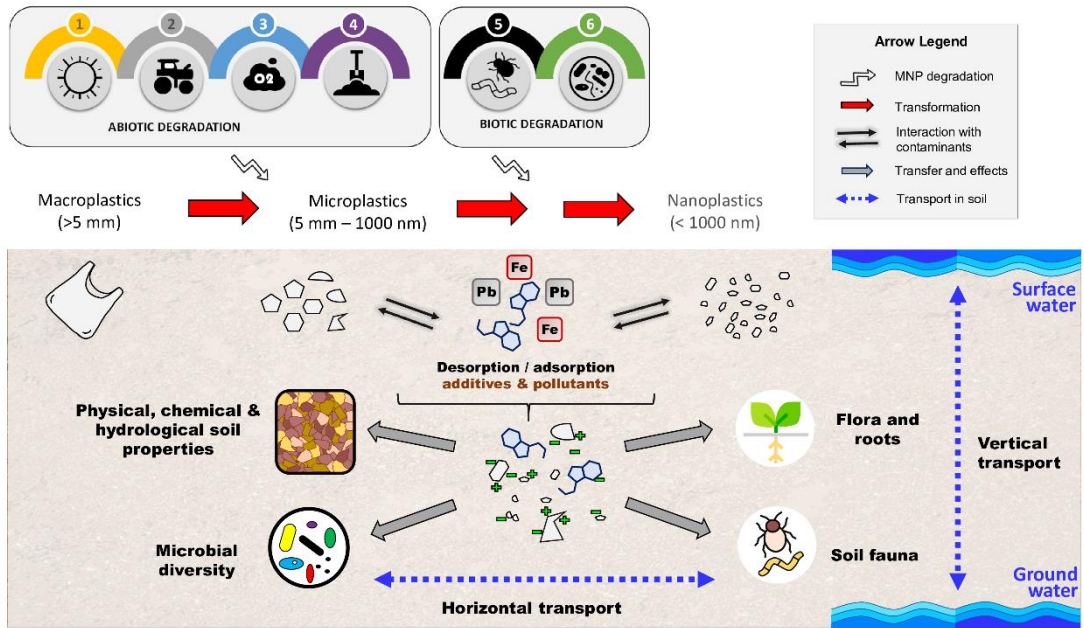 1
2
3
4
5
6
O2
ABIOTIC DEGRADATION
BIOTIC DEGRADATION
Arrow Legend
MNP degradation
Transformation
Interaction with
contaminants
Transfer and effects
Transport in soil
Macroplastics
(>5 mm)
Microplastics
(5 mm – 1000 nm)
Nanoplastics
(< 1000 nm)
Fe
Pb
Pb
Fe
Desorption / adsorption
additives & pollutants
Surface
water
Physical, chemical &
hydrological soil
properties
Flora and
roots
Vertical
transport
Microbial
diversity
Soil fauna
Horizontal transport
Ground
water